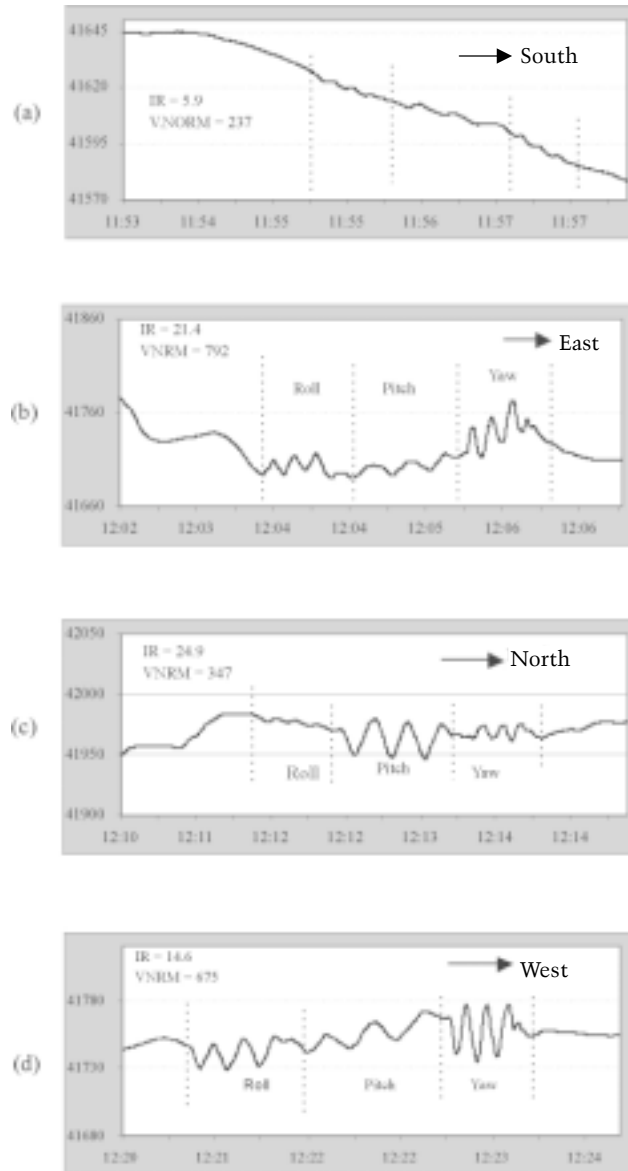 (a)
41645
41620
41595
41570
South
IR = 5.9
VNORM = 237
11:53 11:54 11:55 11:55 11:56 11:57 11:57
(b)
41860
41760
41660
IR = 21.4
VNRM = 792
East
Roll Pitch Yaw
12:02 12:03 12:04 12:04 12:05 12:06 12:06
(c)
42050
42000
41950
41900
IR = 24.9
VNRM = 347
North
Roll Pitch Yaw
12:10 12:11 12:12 12:12 12:13 12:14 12:14
(d)
41780
41730
41680
IR = 14.6
VNRM = 675
West
Roll Pitch Yaw
12:20 12:21 12:22 12:22 12:23 12:24